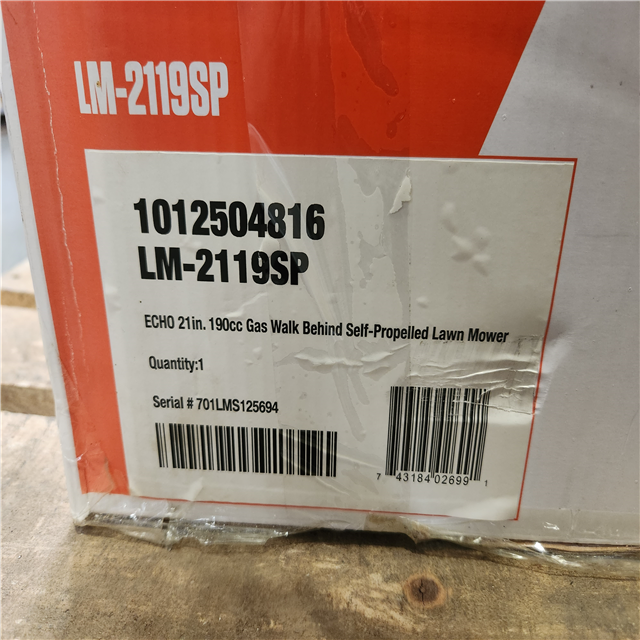 LM-2119SP
1012504816
LM-2119SP
ECHO 21in. 190cc Gas Walk Behind Self-Propelled Lawn Mower
Quantity:1
Serial # 701LMS125694
7 43184 02699 1